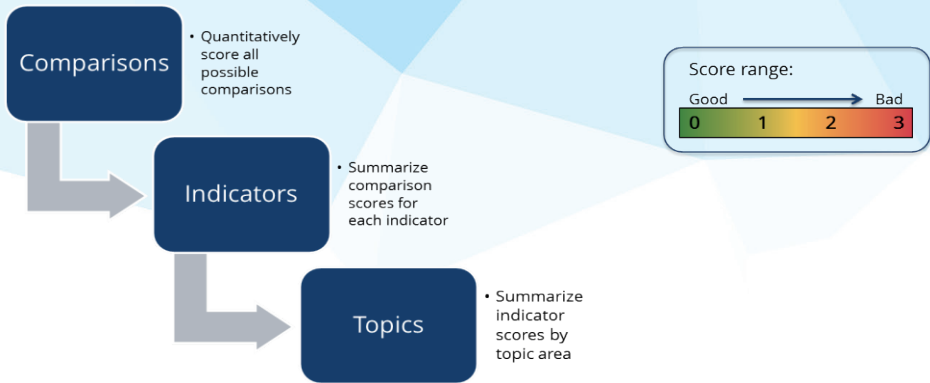 Comparisons
• Quantitatively
score all
possible
comparisons
Score range:
Good Bad
0 1 2 3
Indicators
• Summarize
comparison
scores for
each indicator
Topics
• Summarize
indicator
scores by
topic area